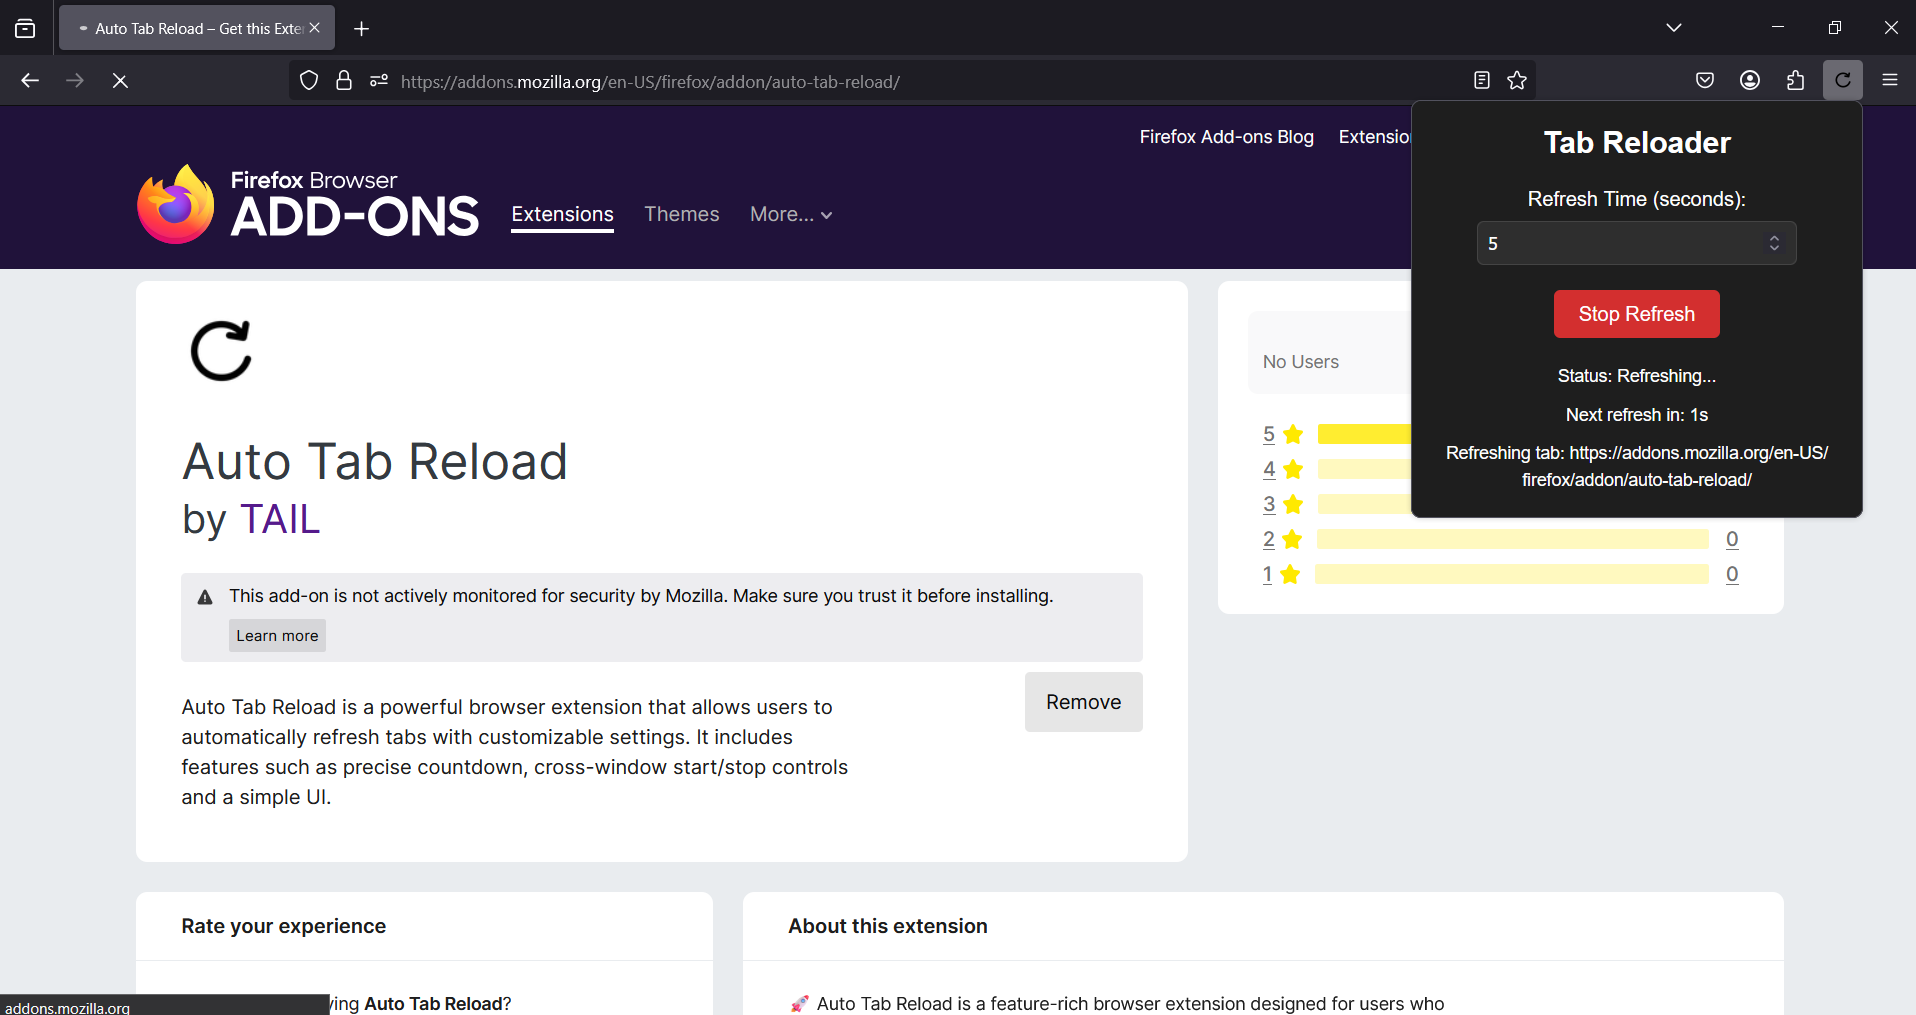 Auto Tab Reload – Get this Exte
https://addons.mozilla.org/en-US/firefox/addon/auto-tab-reload/
Firefox Add-ons Blog Extensio
Firefox Browser
ADD-ONS
Extensions Themes More...
Tab Reloader
Refresh Time (seconds):
5
Stop Refresh
Status: Refreshing...
Next refresh in: 1s
Refreshing tab: https://addons.mozilla.org/en-US/
firefox/addon/auto-tab-reload/
Auto Tab Reload
by TAIL
This add-on is not actively monitored for security by Mozilla. Make sure you trust it before installing.
Learn more
Auto Tab Reload is a powerful browser extension that allows users to
automatically refresh tabs with customizable settings. It includes
features such as precise countdown, cross-window start/stop controls
and a simple UI.
Remove
No Users
5
4
3
2 0
1 0
Rate your experience
ying Auto Tab Reload?
About this extension
🚀 Auto Tab Reload is a feature-rich browser extension designed for users who
addons.mozilla.org